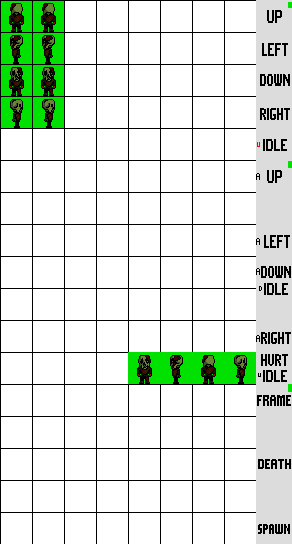 UP
LEFT
DOWN
RIGHT
U IDLE
A UP
A LEFT
A DOWN
D IDLE
A RIGHT
HURT
U IDLE
FRAME
DEATH
SPAWN